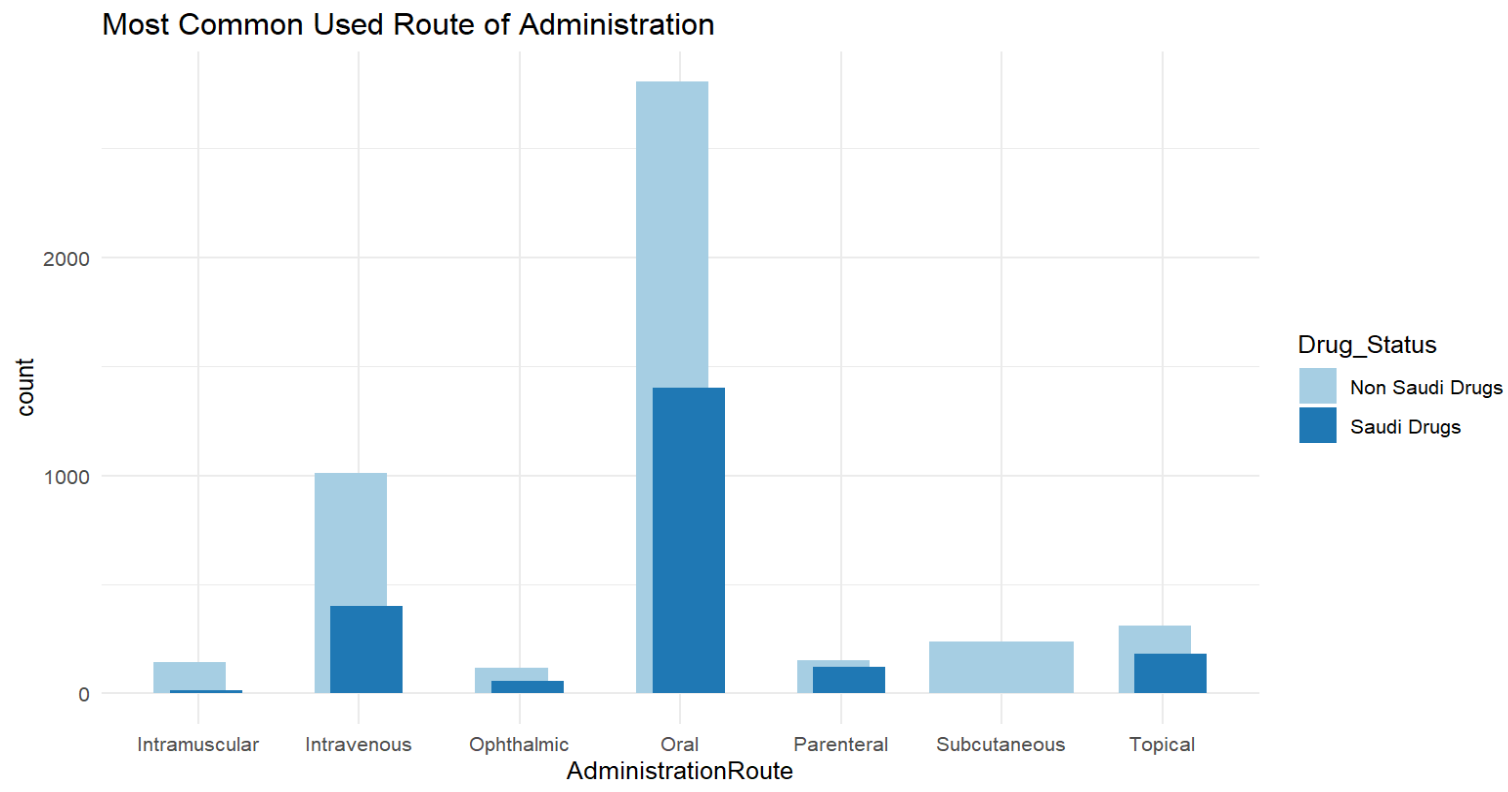 Most Common Used Route of Administration
count
2000
1000
0
Intramuscular Intravenous Ophthalmic Oral Parenteral Subcutaneous Topical
AdministrationRoute
Drug_Status
Non Saudi Drugs
Saudi Drugs